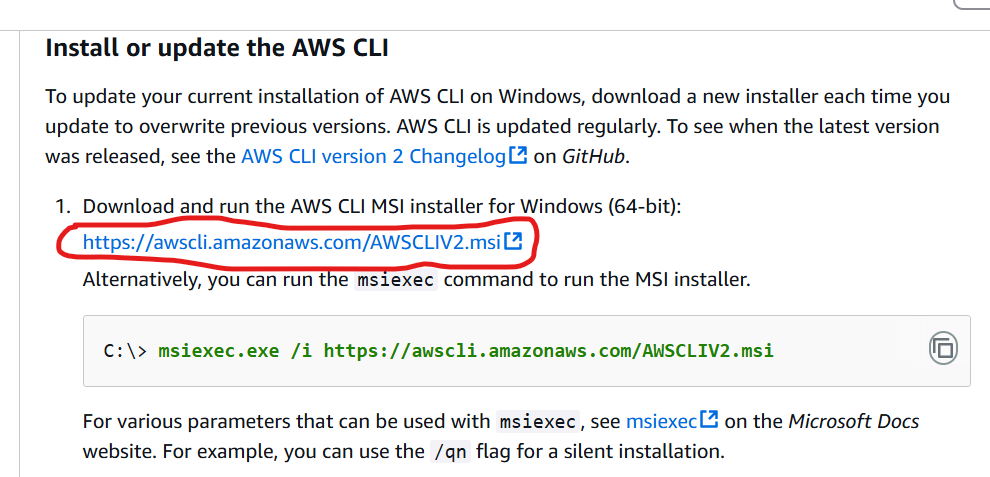 Install or update the AWS CLI
To update your current installation of AWS CLI on Windows, download a new installer each time you
update to overwrite previous versions. AWS CLI is updated regularly. To see when the latest version
was released, see the AWS CLI version 2 Changelog on GitHub.
1. Download and run the AWS CLI MSI installer for Windows (64-bit):
https://awscli.amazonaws.com/AWSCLIV2.msi
Alternatively, you can run the msiexec command to run the MSI installer.
C:\> msiexec.exe /i https://awscli.amazonaws.com/AWSCLIV2.msi
For various parameters that can be used with msiexec, see msiexec on the Microsoft Docs
website. For example, you can use the /qn flag for a silent installation.